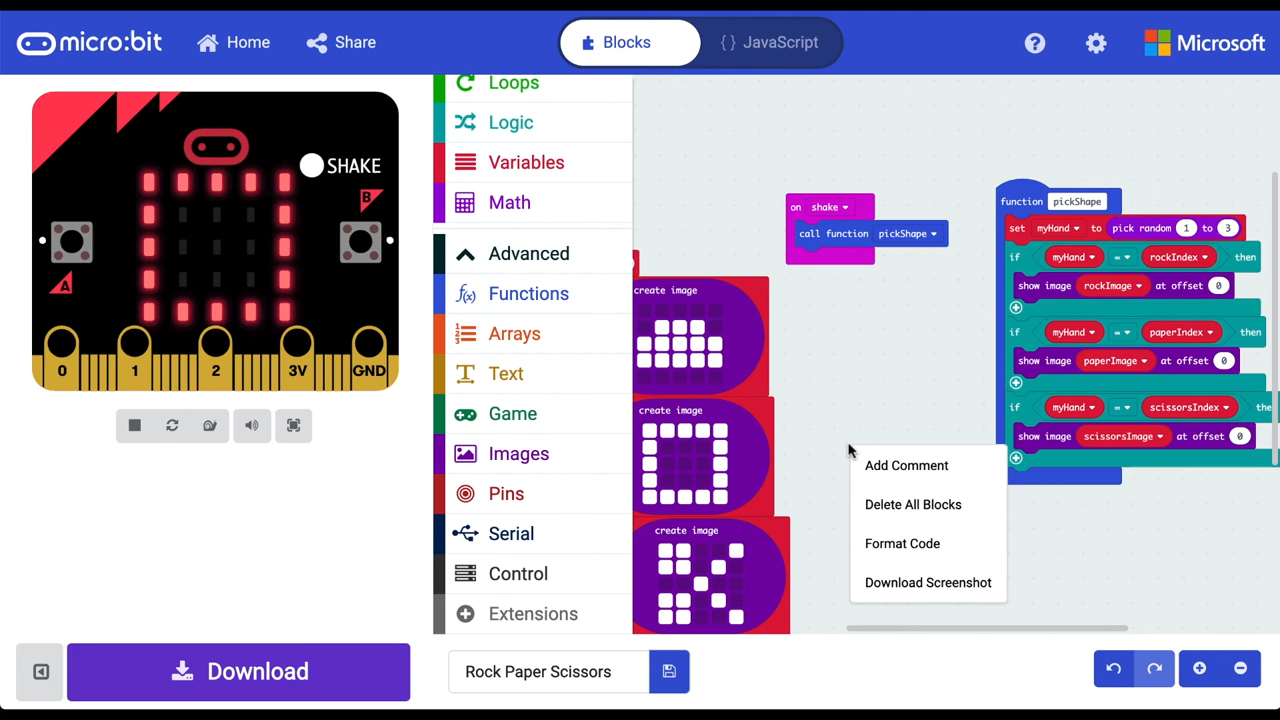 micro:bit
Home
Share
Blocks
{ } JavaScript
Microsoft
SHAKE
B
A
0 1 2 3V GND
Download
Loops
Logic
Variables
Math
Advanced
Functions
Arrays
Text
Game
Images
Pins
Serial
Control
Extensions
create image
create image
create image
on shake
call function pickShape
function pickShape
set myHand to pick random 1 to 3
if myHand = rockIndex then
show image rockImage at offset 0
if myHand = paperIndex then
show image paperImage at offset 0
if myHand = scissorsIndex the
show image scissorsImage at offset 0
Add Comment
Delete All Blocks
Format Code
Download Screenshot
Rock Paper Scissors